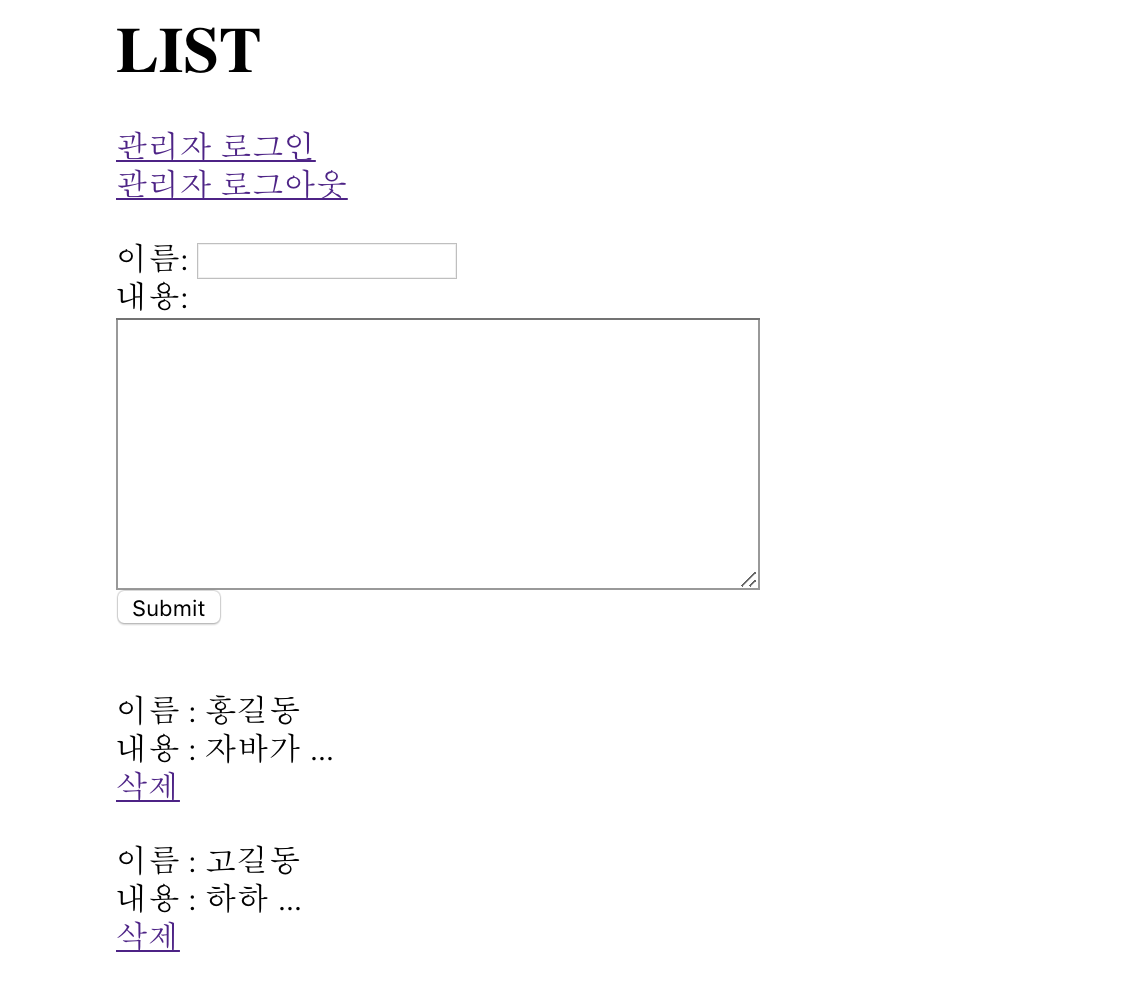 LIST
관리자 로그인
관리자 로그아웃
이름:
내용:
Submit
이름 : 홍길동
내용 : 자바가 ...
삭제
이름 : 고길동
내용 : 하하 ...
삭제